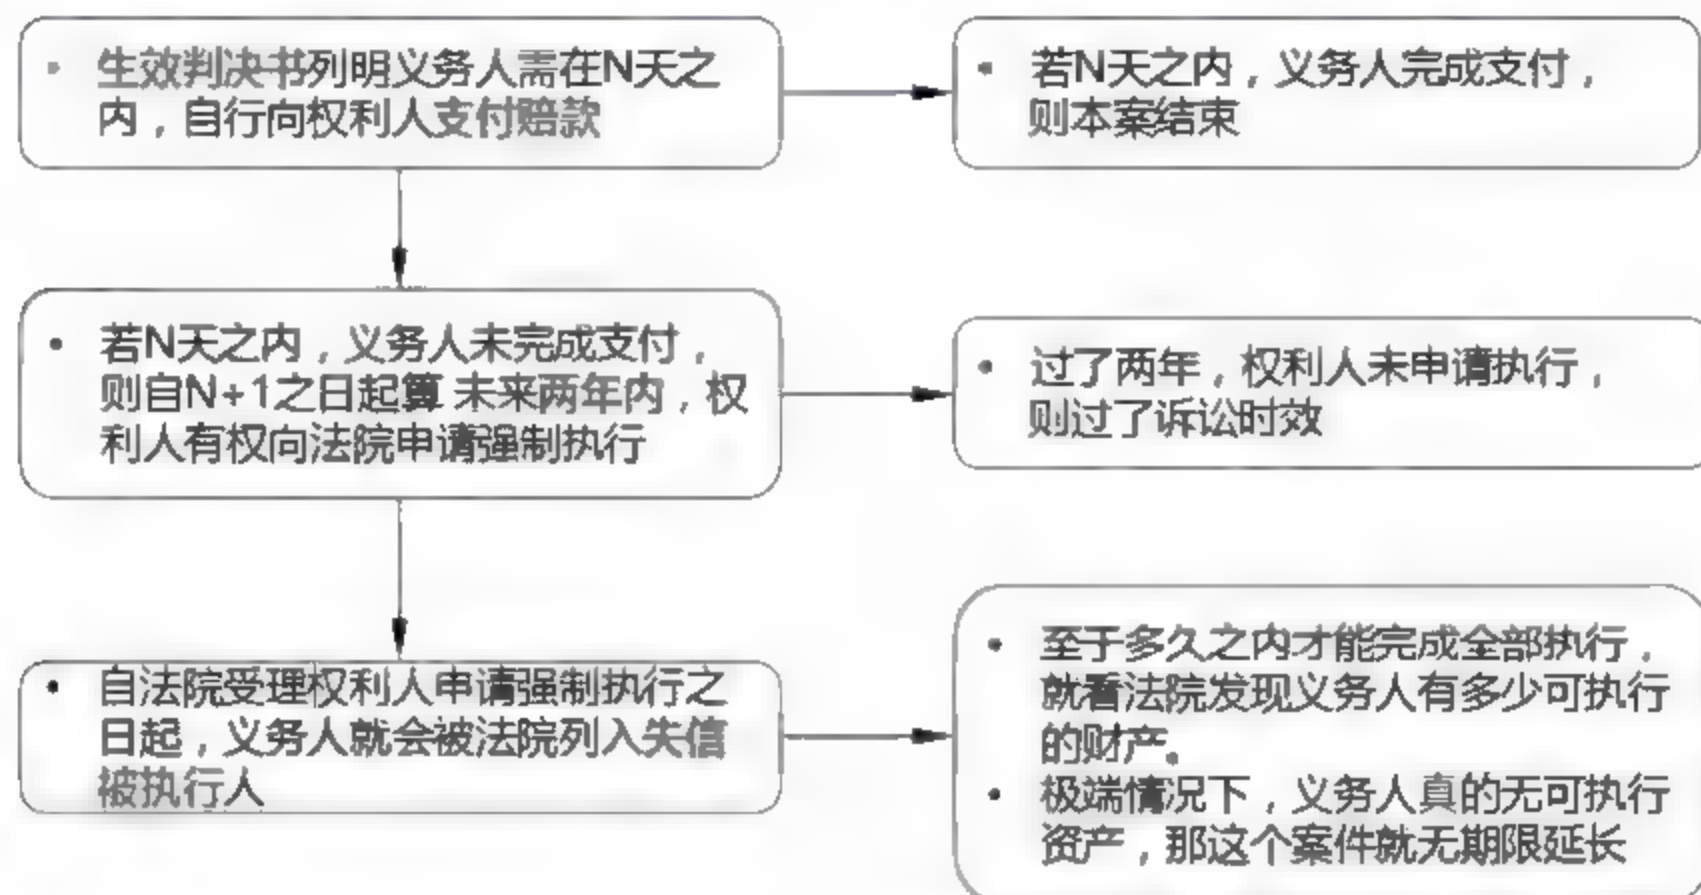 生效判决书列明义务人需在N天之
内，自行向权利人支付赔款
若N天之内，义务人完成支付，
则本案结束
若N天之内，义务人未完成支付，
则自N+1之日起算 未来两年内，权
利人有权向法院申请强制执行
过了两年，权利人未申请执行，
则过了诉讼时效
自法院受理权利人申请强制执行之
日起，义务人就会被法院列入失信
被执行人
至于多久之内才能完成全部执行，
就看法院发现义务人有多少可执行
的财产。
极端情况下，义务人真的无可执行
资产，那这个案件就无期限延长